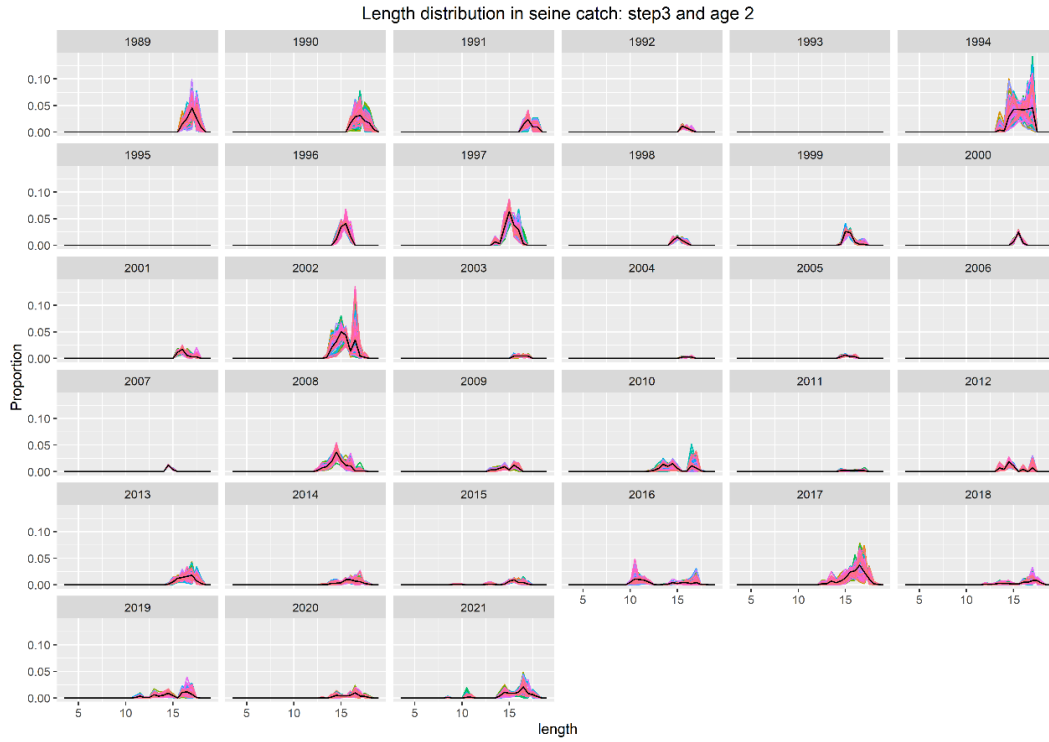 Length distribution in seine catch: step3 and age 2
1989 1990 1991 1992 1993 1994
0.10
0.05
0.00
1995 1996 1997 1998 1999 2000
0.10
0.05
0.00
2001 2002 2003 2004 2005 2006
0.10
0.05
0.00
Proportion
2007 2008 2009 2010 2011 2012
0.10
0.05
0.00
2013 2014 2015 2016 2017 2018
0.10
0.05
0.00
5 10 15 5 10 15 5 10 15
2019 2020 2021
0.10
0.05
0.00
5 10 15 5 10 15 5 10 15
length